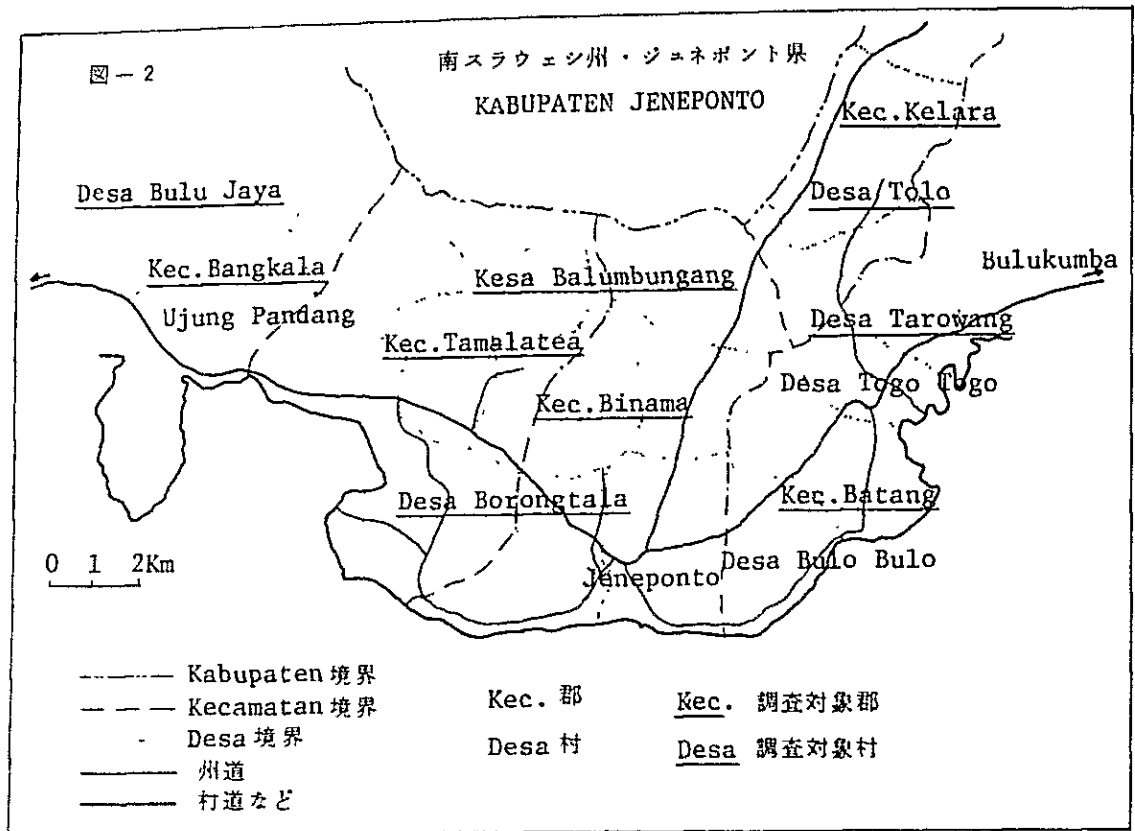 図-2
南スラウェシ州・ジェネポント県
KABUPATEN JENEPONTO
Kec.Kelara
Desa Bulu Jaya
Desa Tolo
Kec.Bangkala
Kesa Balumbungang
Bulukumba
Ujung Pandang
Desa Tarowang
Kec.Tamalatea
Desa Togo Togo
Kec.Binama
Desa Borongtala
Kec.Batang
0 1 2Km
Jeneponto
Desa Bulo Bulo
Kabupaten 境界
Kecamatan 境界
Kec. 郡
Kec. 調査対象郡
Desa 境界
Desa 村
Desa 調査対象村
州道
村道など